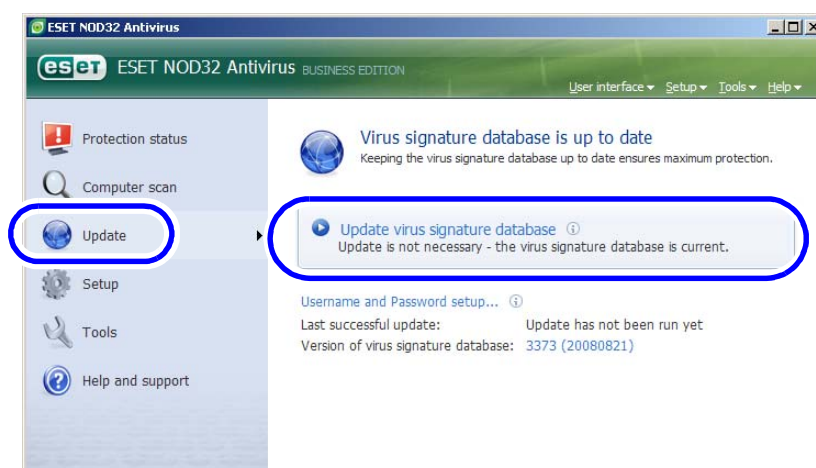 ESET NOD32 Antivirus
eseT ESET NOD32 Antivirus BUSINESS EDITION
User interface Setup Tools Help
Protection status
Computer scan
Update
Setup
Tools
Help and support
Virus signature database is up to date
Keeping the virus signature database up to date ensures maximum protection.
Update virus signature database
Update is not necessary - the virus signature database is current.
Username and Password setup...
Last successful update: Update has not been run yet
Version of virus signature database: 3373 (20080821)